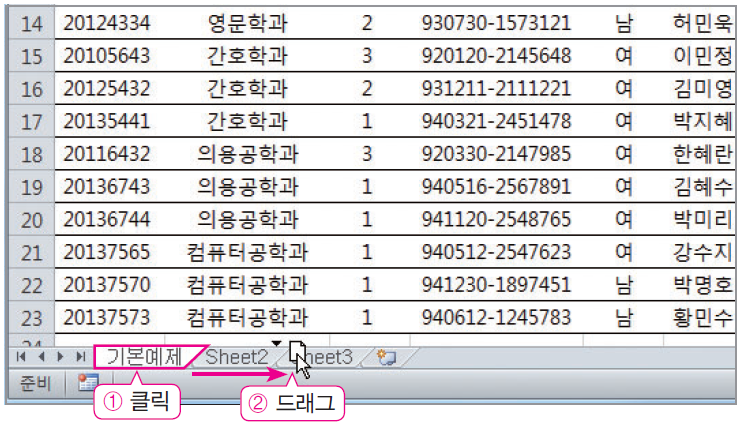 14 20124334 영문학과 2 930730-1573121 남 허민욱
15 20105643 간호학과 3 920120-2145648 여 이민정
16 20125432 간호학과 2 931211-2111221 여 김미영
17 20135441 간호학과 1 940321-2451478 여 박지혜
18 20116432 의용공학과 3 920330-2147985 여 한혜란
19 20136743 의용공학과 1 940516-2567891 여 김혜수
20 20136744 의용공학과 1 941120-2548765 여 박미리
21 20137565 컴퓨터공학과 1 940512-2547623 여 강수지
22 20137570 컴퓨터공학과 1 941230-1897451 남 박명호
23 20137573 컴퓨터공학과 1 940612-1245783 남 황민수
기본예제 Sheet2 heet3
준비
① 클릭 ② 드래그